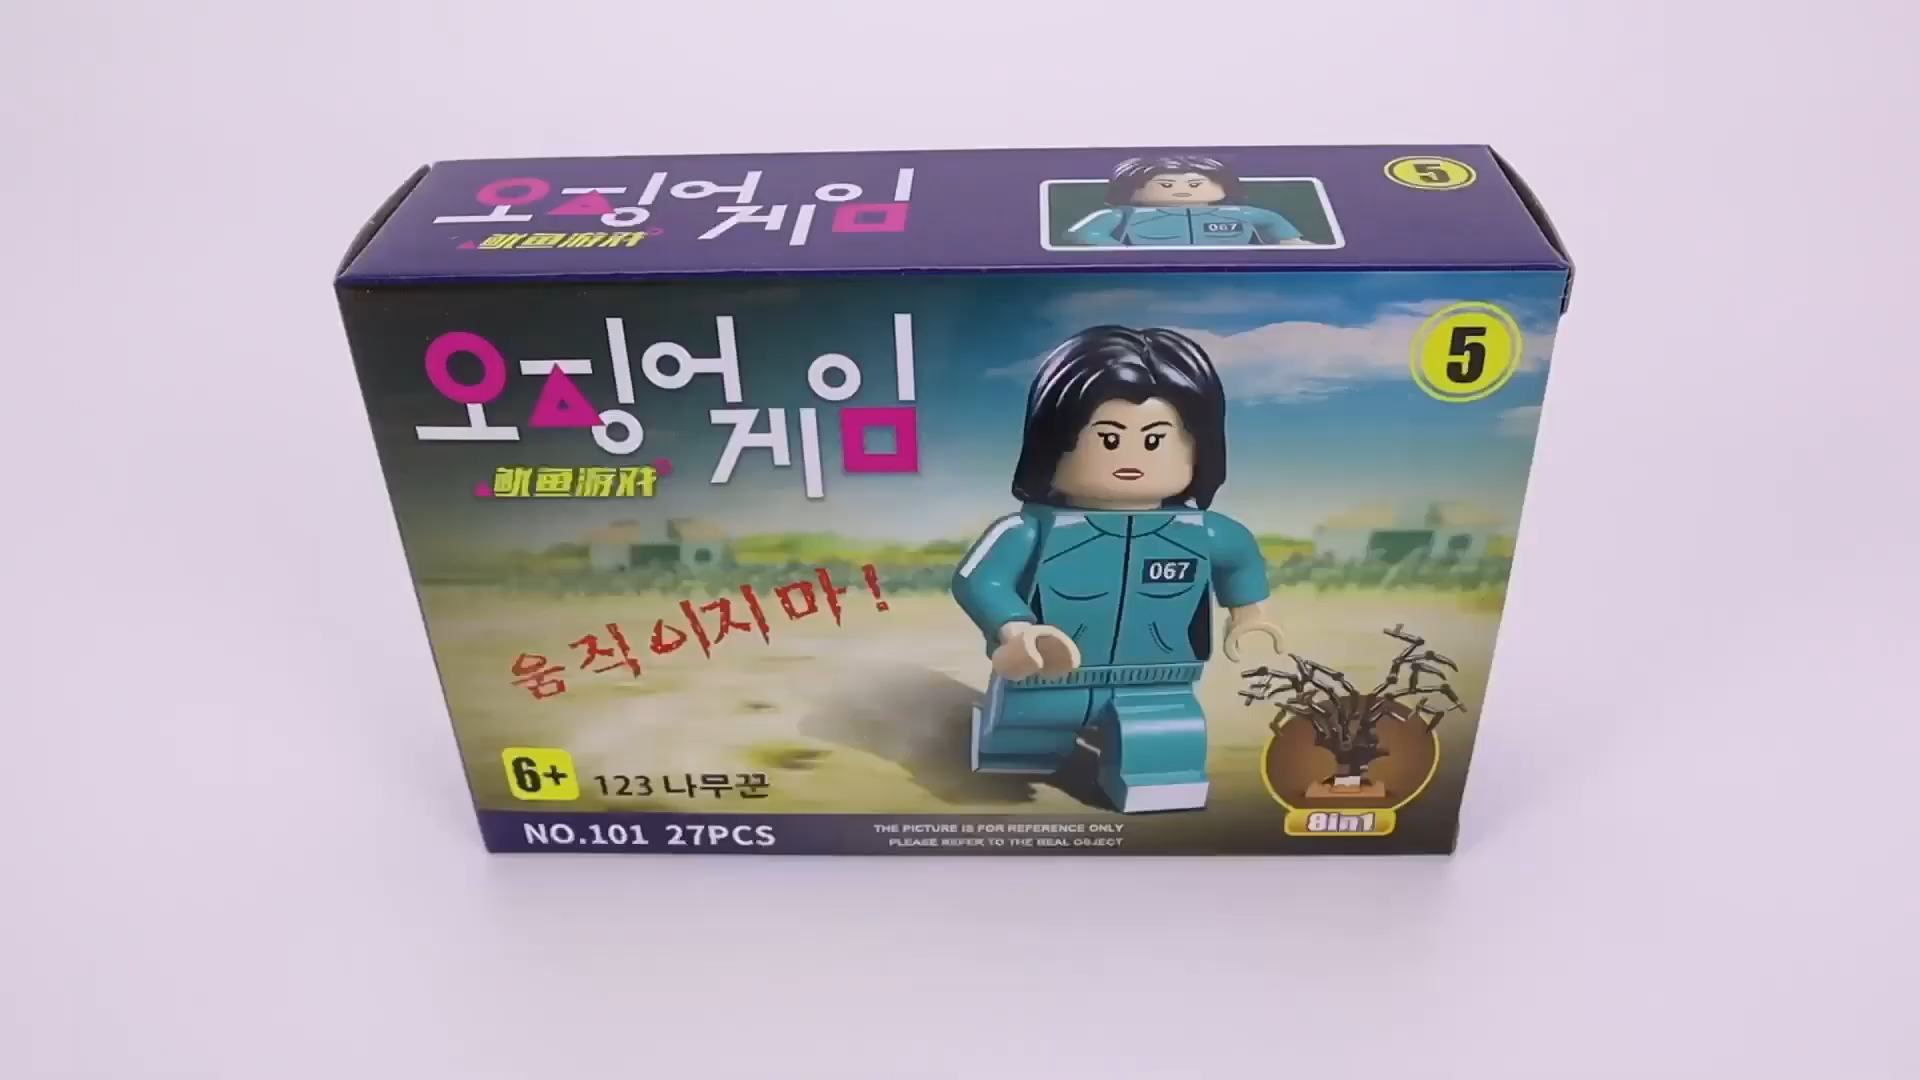 오징어게임
鱿鱼游戏
067
5
오징어게임
鱿鱼游戏
5
067
움직이지마!
6+
123 나무꾼
8in1
NO.101 27PCS
THE PICTURE IS FOR REFERENCE ONLY
PLEASE REFER TO THE REAL OBJECT